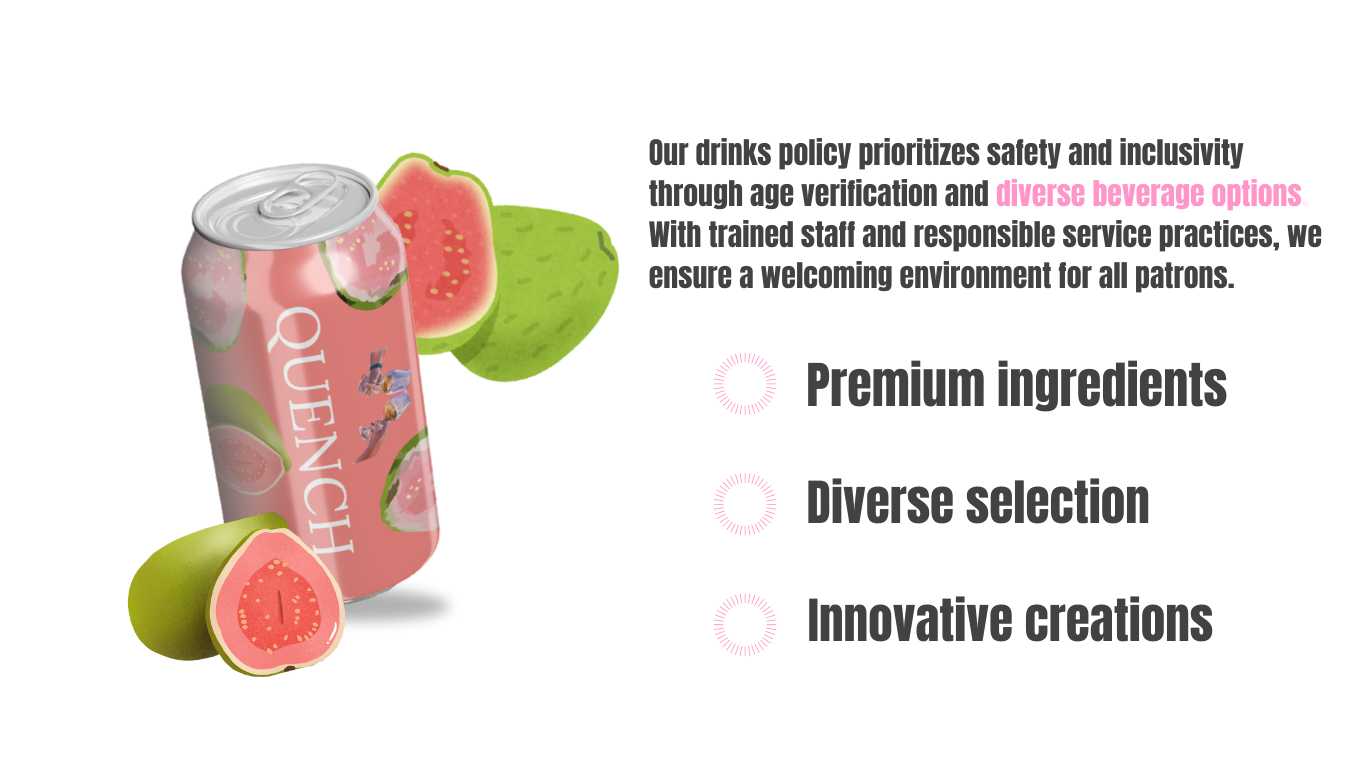 Our drinks policy prioritizes safety and inclusivity
through age verification and diverse beverage options.
With trained staff and responsible service practices, we
ensure a welcoming environment for all patrons.
QUENCH
Premium ingredients
Diverse selection
Innovative creations